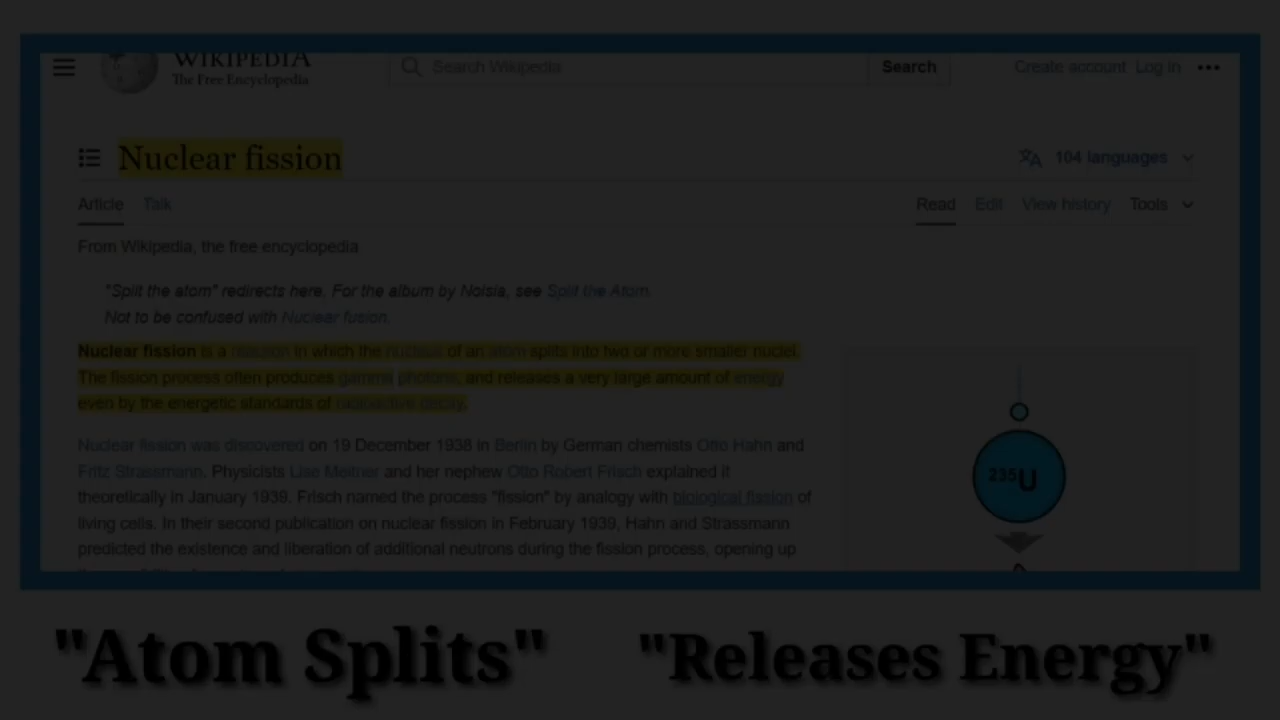 WIKIPEDIA
The Free Encyclopedia
Search Wikipedia
Search
Create account Log in
Nuclear fission
104 languages
Article Talk
Read Edit View history Tools
From Wikipedia, the free encyclopedia
"Split the atom" redirects here. For the album by Noisia, see Split the Atom.
Not to be confused with Nuclear fusion.
Nuclear fission is a reaction in which the nucleus of an atom splits into two or more smaller nuclei.
The fission process often produces gamma photons, and releases a very large amount of energy
even by the energetic standards of radioactive decay.
Nuclear fission was discovered on 19 December 1938 in Berlin by German chemists Otto Hahn and
Fritz Strassmann. Physicists Lise Meitner and her nephew Otto Robert Frisch explained it
theoretically in January 1939. Frisch named the process "fission" by analogy with biological fission of
living cells. In their second publication on nuclear fission in February 1939, Hahn and Strassmann
predicted the existence and liberation of additional neutrons during the fission process, opening up
235U
"Atom Splits"
"Releases Energy"